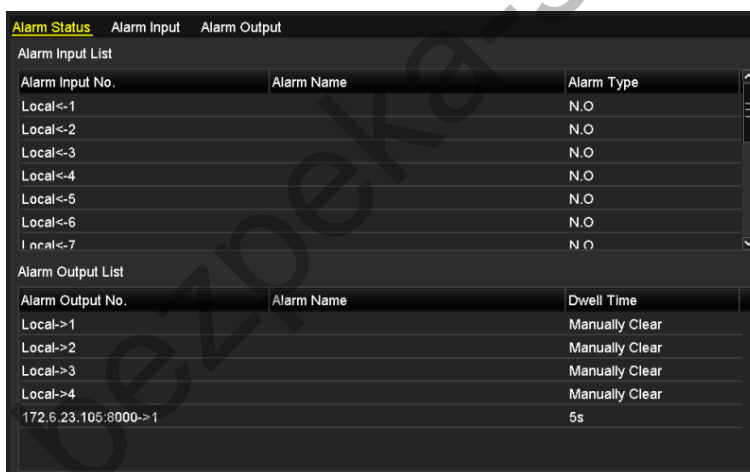 Alarm Status Alarm Input Alarm Output
Alarm Input List
Alarm Input No. Alarm Name Alarm Type
Local<-1 N.O
Local<-2 N.O
Local<-3 N.O
Local<-4 N.O
Local<-5 N.O
Local<-6 N.O
Local<-7 N.O
Alarm Output List
Alarm Output No. Alarm Name Dwell Time
Local->1 Manually Clear
Local->2 Manually Clear
Local->3 Manually Clear
Local->4 Manually Clear
172.6.23.105:8000->1 5s
bezpeka-